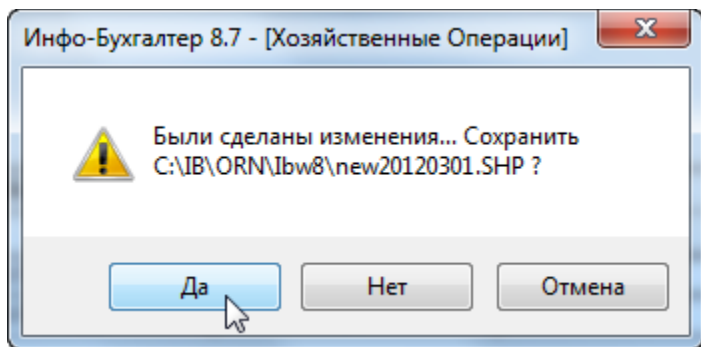 Инфо-Бухгалтер 8.7 - [Хозяйственные Операции]
Были сделаны изменения... Сохранить
C:\IB\ORN\Ibw8\new20120301.SHP ?
Да Нет Отмена